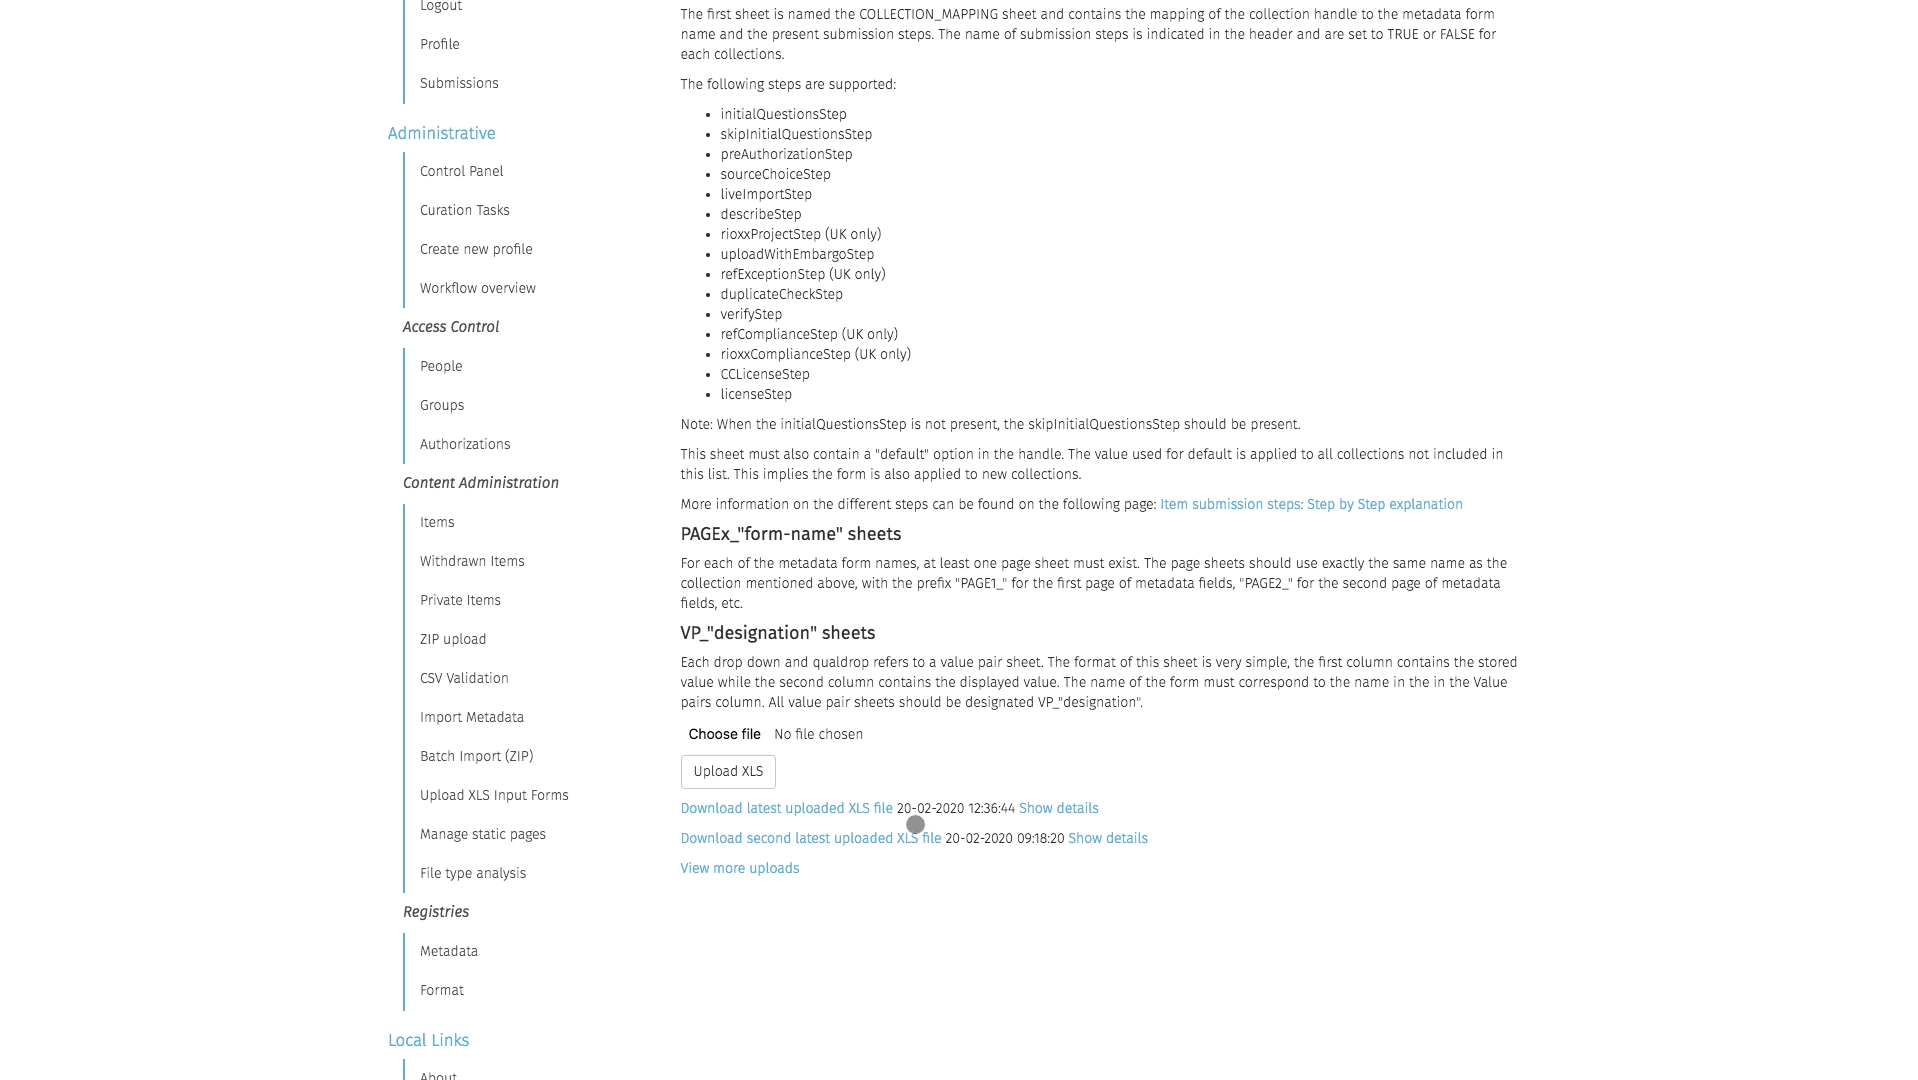 Logout
Profile
Submissions
Administrative
Control Panel
Curation Tasks
Create new profile
Workflow overview
Access Control
People
Groups
Authorizations
Content Administration
Items
Withdrawn Items
Private Items
ZIP upload
CSV Validation
Import Metadata
Batch Import (ZIP)
Upload XLS Input Forms
Manage static pages
File type analysis
Registries
Metadata
Format
Local Links
About
The first sheet is named the COLLECTION_MAPPING sheet and contains the mapping of the collection handle to the metadata form
name and the present submission steps. The name of submission steps is indicated in the header and are set to TRUE or FALSE for
each collections.
The following steps are supported:
• initialQuestionsStep
• skipInitialQuestionsStep
• preAuthorizationStep
• sourceChoiceStep
• liveImportStep
• describeStep
• rioxxProjectStep (UK only)
• uploadWithEmbargoStep
• refExceptionStep (UK only)
• duplicateCheckStep
• verifyStep
• refComplianceStep (UK only)
• rioxxComplianceStep (UK only)
• CCLicenseStep
• licenseStep
Note: When the initialQuestionsStep is not present, the skipInitialQuestionsStep should be present.
This sheet must also contain a "default" option in the handle. The value used for default is applied to all collections not included in
this list. This implies the form is also applied to new collections.
More information on the different steps can be found on the following page: Item submission steps: Step by Step explanation
PAGEx_"form-name" sheets
For each of the metadata form names, at least one page sheet must exist. The page sheets should use exactly the same name as the
collection mentioned above, with the prefix "PAGE1_" for the first page of metadata fields, "PAGE2_" for the second page of metadata
fields, etc.
VP_"designation" sheets
Each drop down and qualdrop refers to a value pair sheet. The format of this sheet is very simple, the first column contains the stored
value while the second column contains the displayed value. The name of the form must correspond to the name in the in the Value
pairs column. All value pair sheets should be designated VP_"designation".
Choose file No file chosen
Upload XLS
Download latest uploaded XLS file 20-02-2020 12:36:44 Show details
Download second latest uploaded XLS file 20-02-2020 09:18:20 Show details
View more uploads